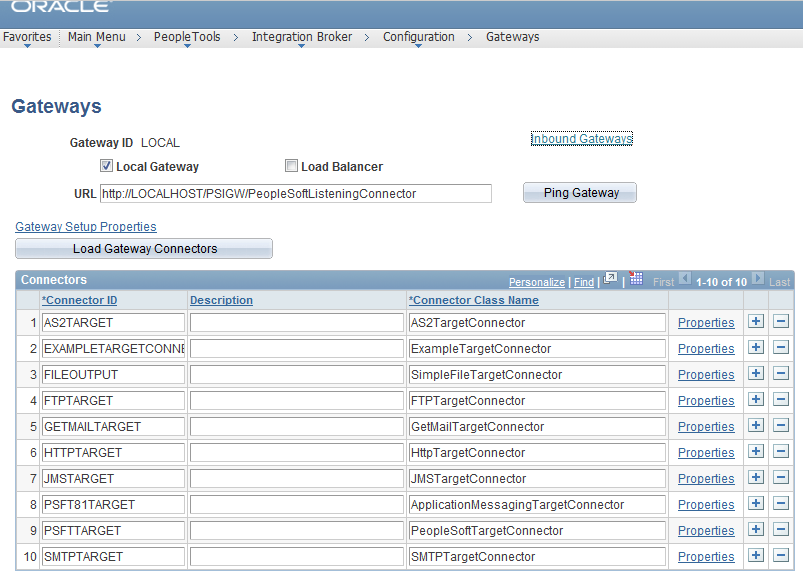 ORACLE
Favorites Main Menu > PeopleTools > Integration Broker > Configuration > Gateways
Gateways
Gateway ID LOCAL Inbound Gateways
Local Gateway Load Balancer
URL http://LOCALHOST/PSIGW/PeopleSoftListeningConnector Ping Gateway
Gateway Setup Properties
Load Gateway Connectors
Connectors Personalize | Find | | First 1-10 of 10 Last
*Connector ID Description *Connector Class Name
1 AS2TARGET AS2TargetConnector Properties
2 EXAMPLETARGETCONNE ExampleTargetConnector Properties
3 FILEOUTPUT SimpleFileTargetConnector Properties
4 FTPTARGET FTPTargetConnector Properties
5 GETMAILTARGET GetMailTargetConnector Properties
6 HTTPTARGET HttpTargetConnector Properties
7 JMSTARGET JMSTargetConnector Properties
8 PSFT81TARGET ApplicationMessagingTargetConnector Properties
9 PSFTTARGET PeopleSoftTargetConnector Properties
10 SMTPTARGET SMTPTargetConnector Properties